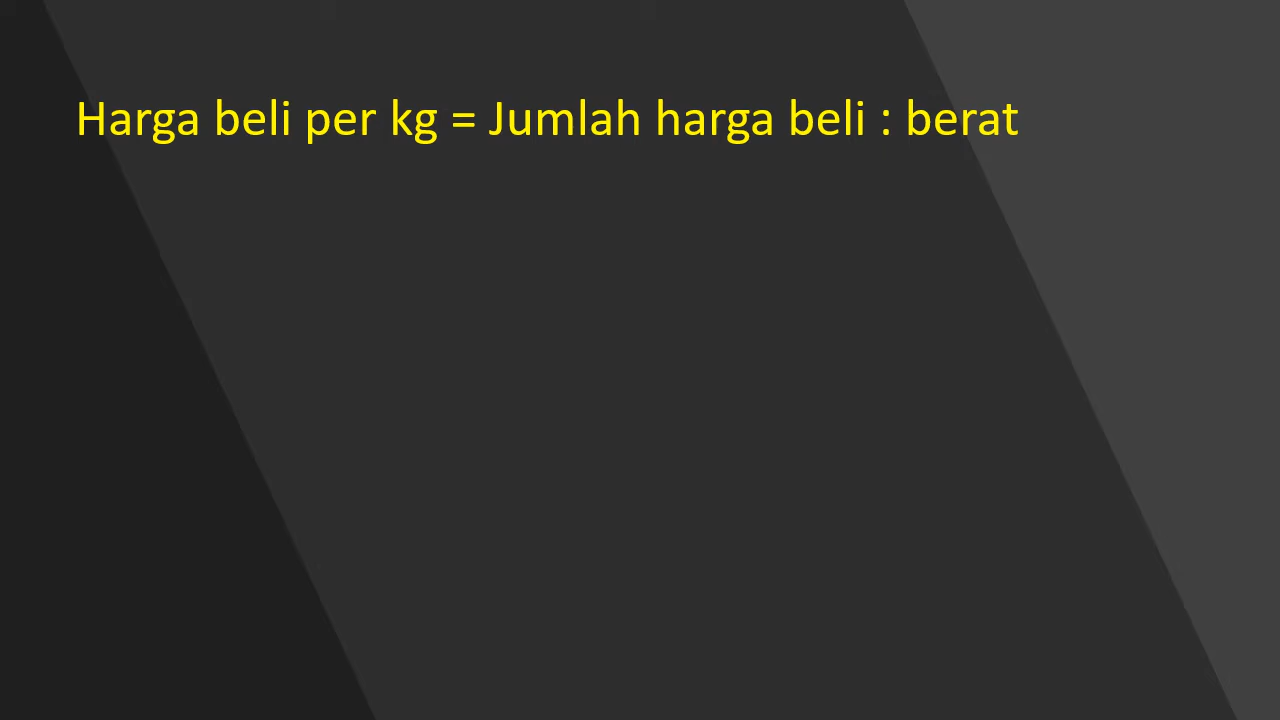 Harga beli per kg = Jumlah harga beli : berat